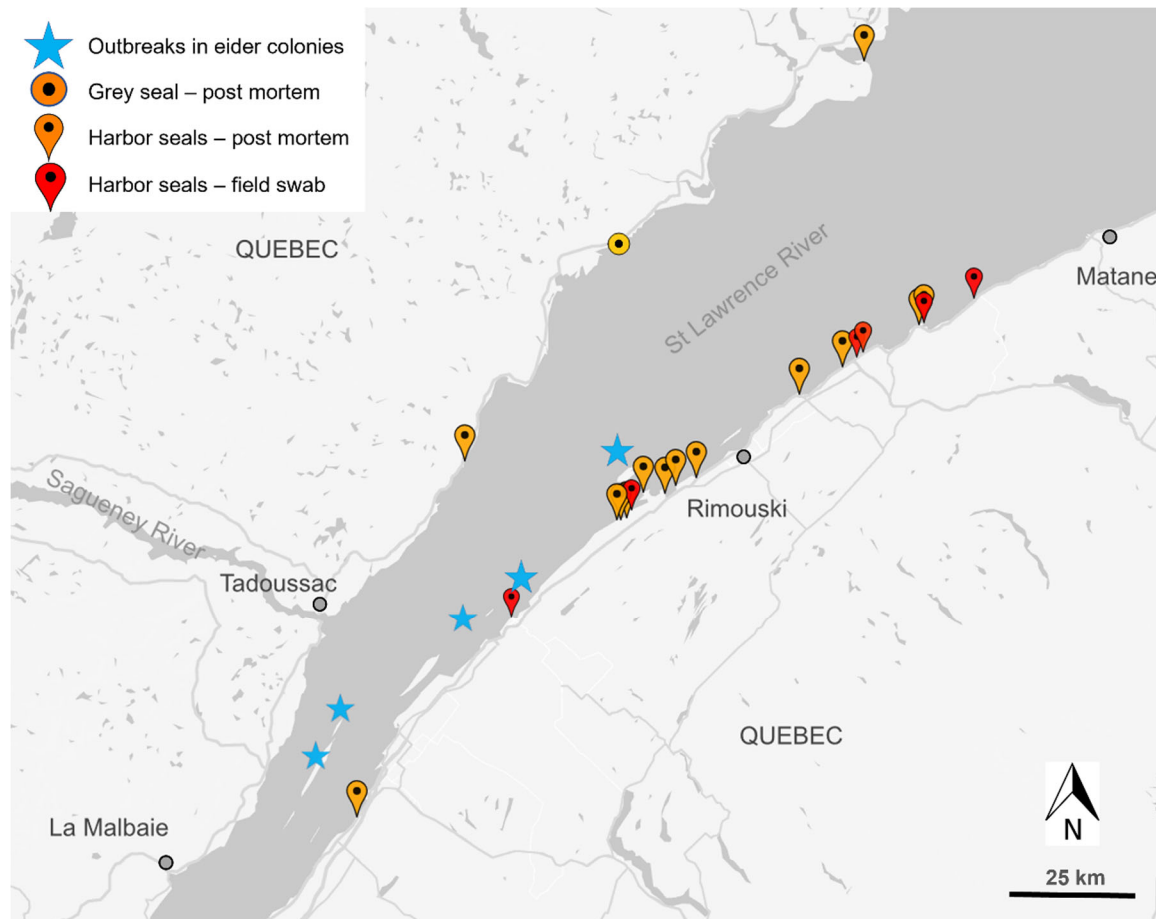 Outbreaks in eider colonies
Grey seal – post mortem
Harbor seals – post mortem
Harbor seals – field swab
QUEBEC
St Lawrence River
Matane
Sagueney River
Rimouski
Tadoussac
QUEBEC
La Malbaie
N
25 km